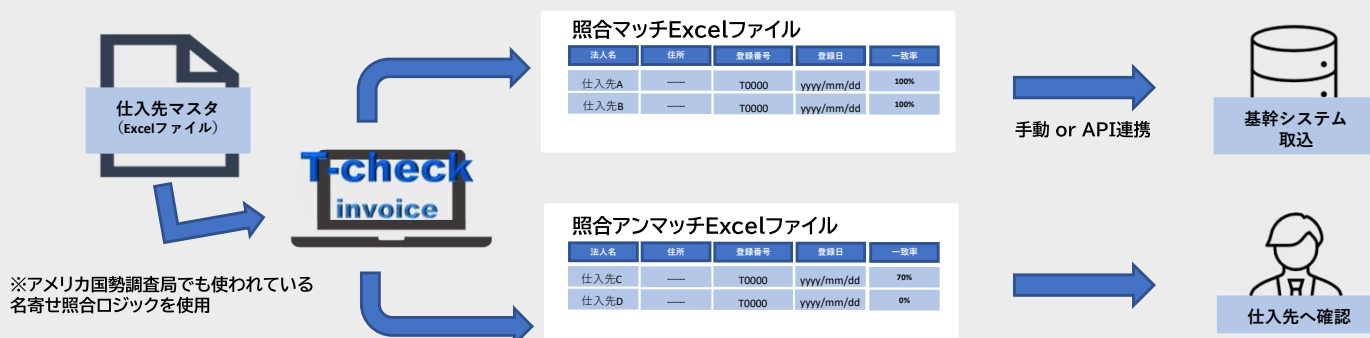 仕入先マスタ
（Excelファイル）
T-check
invoice
※アメリカ国勢調査局でも使われている
名寄せ照合ロジックを使用
照合マッチExcelファイル
法人名 住所 登録番号 登録日 一致率
仕入先A ------- T0000 yyyy/mm/dd 100%
仕入先B ------- T0000 yyyy/mm/dd 100%
手動 or API連携
基幹システム
取込
照合アンマッチExcelファイル
法人名 住所 登録番号 登録日 一致率
仕入先C ------- T0000 yyyy/mm/dd 70%
仕入先D ------- T0000 yyyy/mm/dd 0%
仕入先へ確認